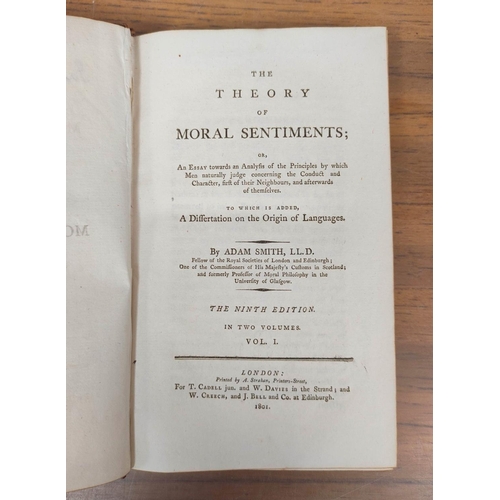 THE
THEORY
OF
MORAL SENTIMENTS;
OR,
An Essay towards an Analyſis of the Principles by which
Men naturally judge concerning the Conduct and
Character, firſt of their Neighbours, and afterwards
of themſelves.
TO WHICH IS ADDED,
A Diſſertation on the Origin of Languages.
By ADAM SMITH, LL.D.
Fellow of the Royal Societies of London and Edinburgh;
One of the Commiſſioners of His Majeſty's Cuſtoms in Scotland;
and formerly Profeſſor of Moral Philoſophy in the
Univerſity of Glaſgow.
THE NINTH EDITION.
IN TWO VOLUMES.
VOL. I.
LONDON:
Printed by A. Strahan, Printers-Street,
For T. Cadell jun. and W. Davies in the Strand; and
W. Creech, and J. Bell and Co. at Edinburgh.
1801.